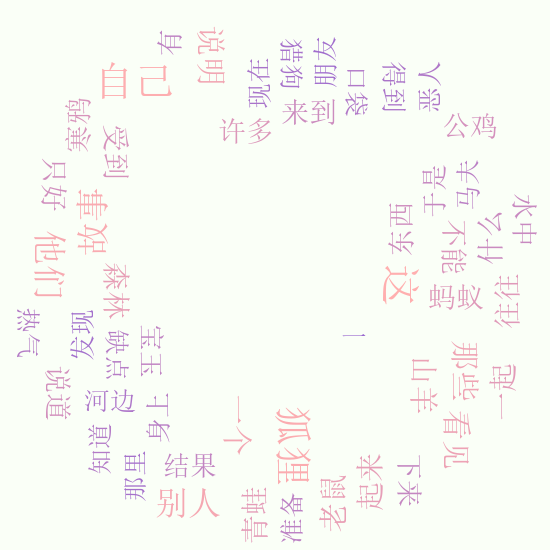 有
说明
自己
现在
猎狗
朋友
口袋
得到
恶人
来到
许多
公鸡
寒鸦
受到
只好
于是
马夫
水中
什么
不能
东西
故事
他们
这
蚂蚁
往往
森林
热气
发现
缺点
宝玉
一
那些
山羊
一起
看见
说道
河边
身上
一个
狐狸
知道
那里
结果
别人
青蛙
准备
老鼠
起来
下来